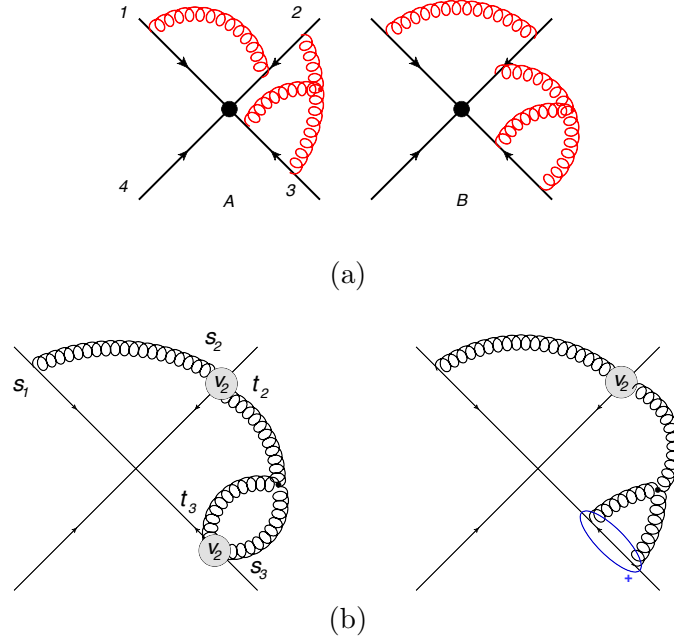 1 2
4 A 3 B
(a)
s₂
s₁ V₂ t₂ V₂
t₃
V₂ s₃
+
(b)